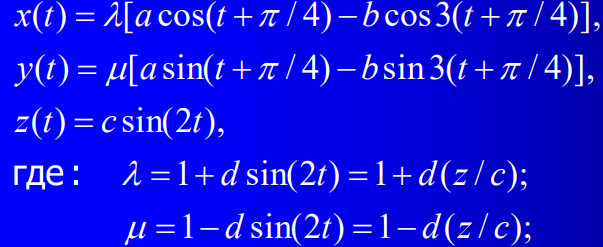 x(t) = λ[a cos(t + π / 4) − b cos 3(t + π / 4)],
y(t) = μ[a sin(t + π / 4) − b sin 3(t + π / 4)],
z(t) = c sin(2t),
где: λ = 1 + d sin(2t) = 1 + d(z / c);
μ = 1 − d sin(2t) = 1 − d(z / c);